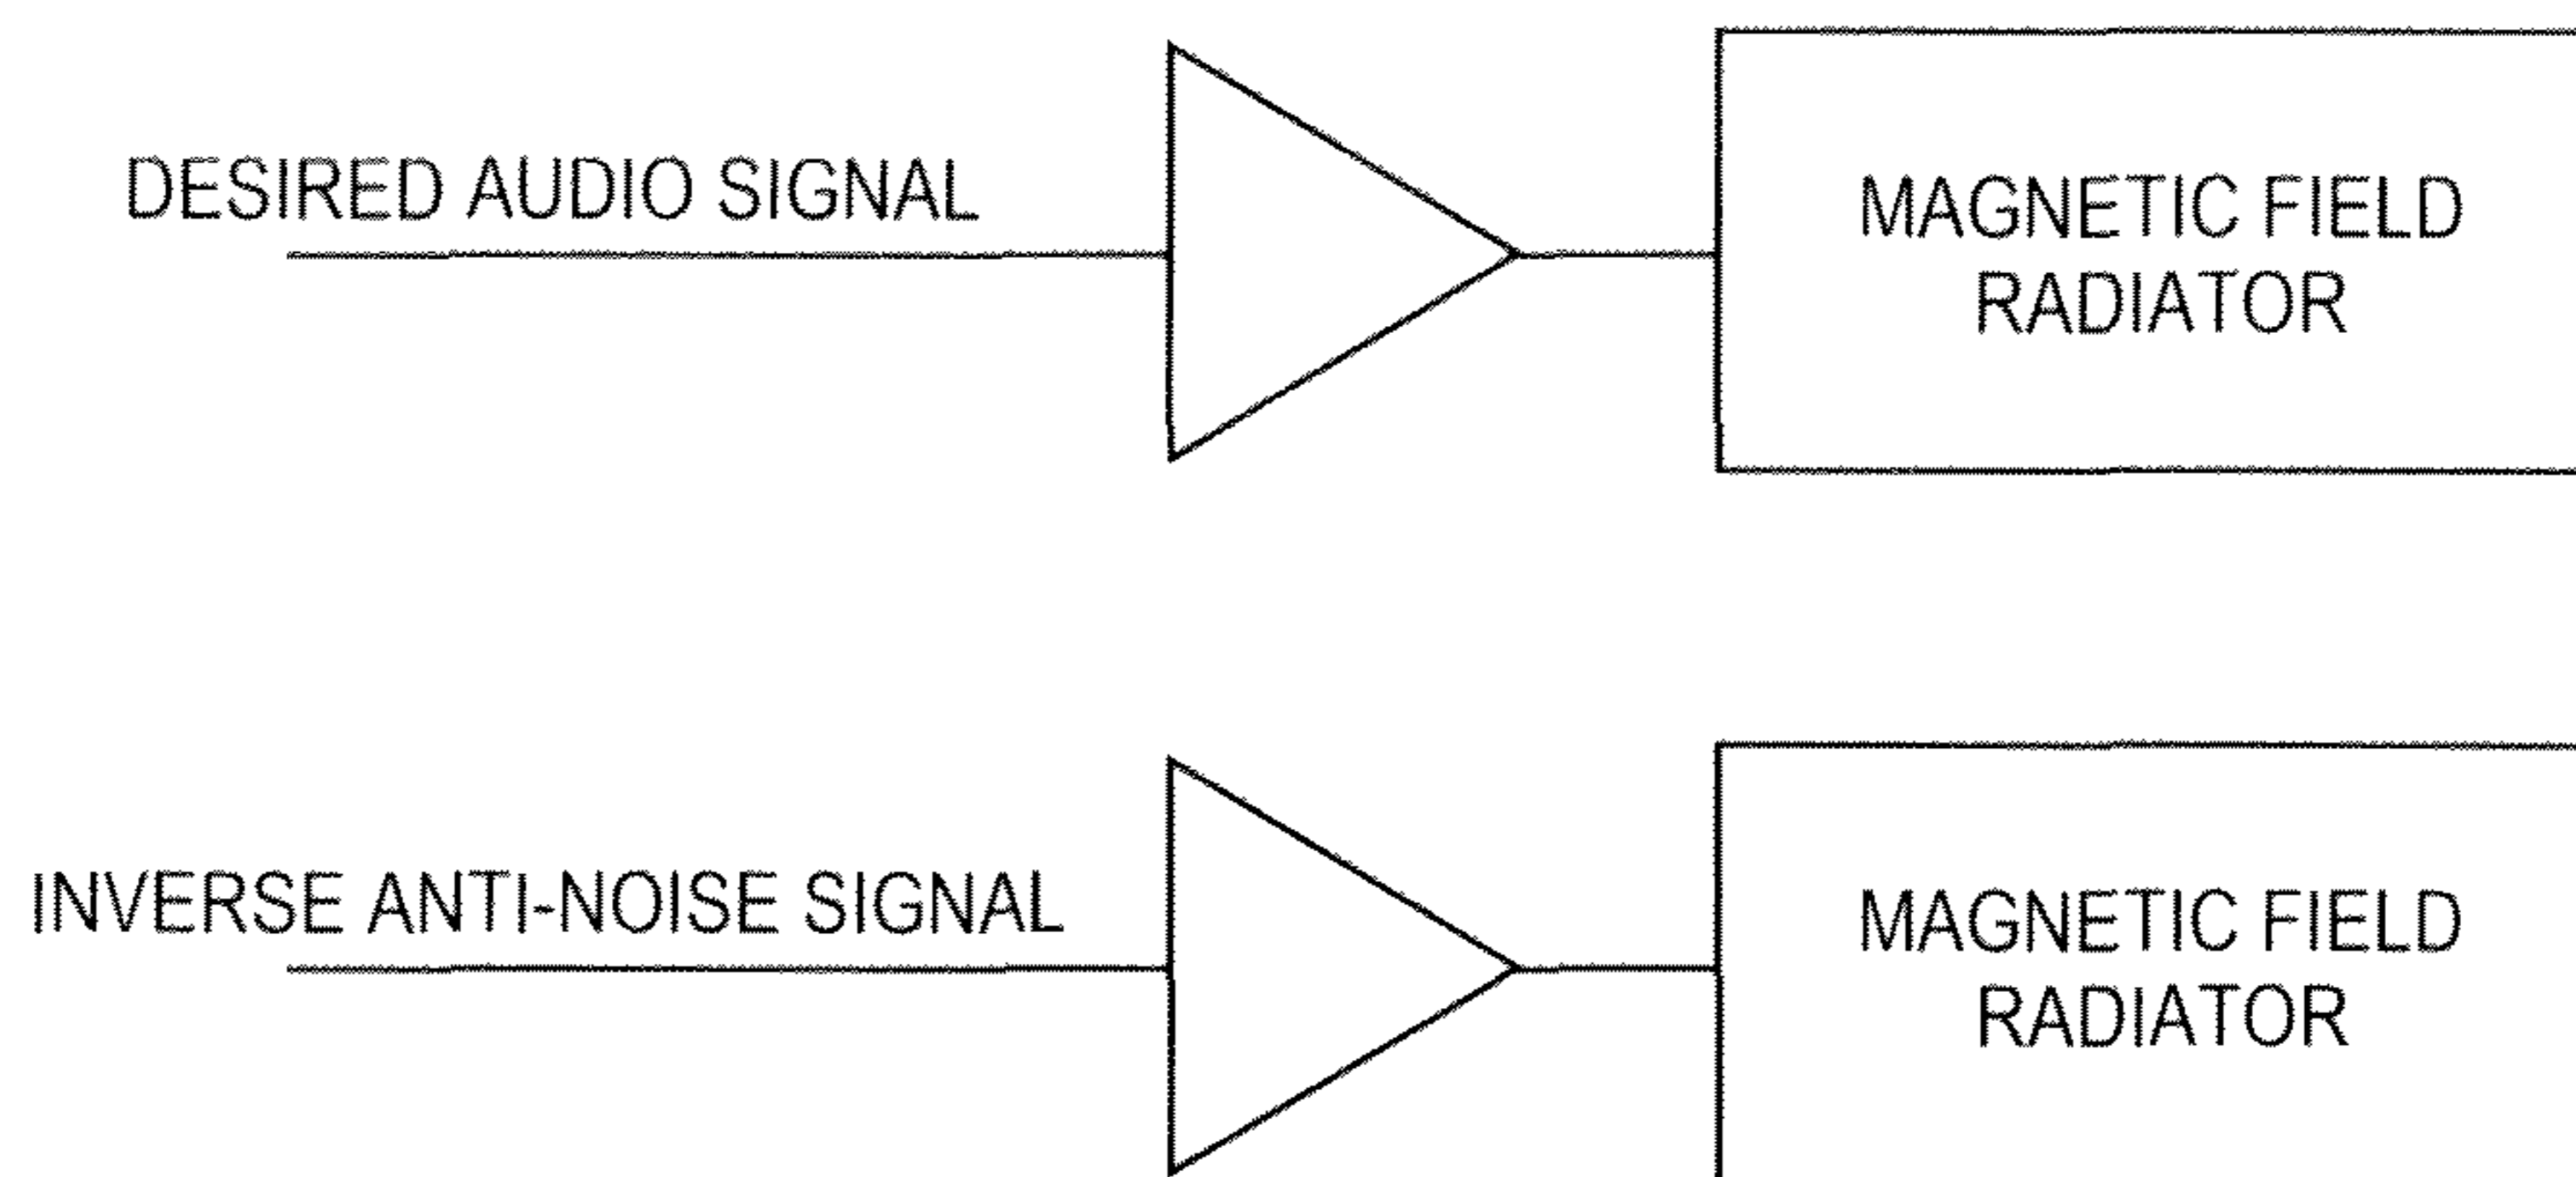 DESIRED AUDIO SIGNAL
MAGNETIC FIELD
RADIATOR
INVERSE ANTI-NOISE SIGNAL
MAGNETIC FIELD
RADIATOR